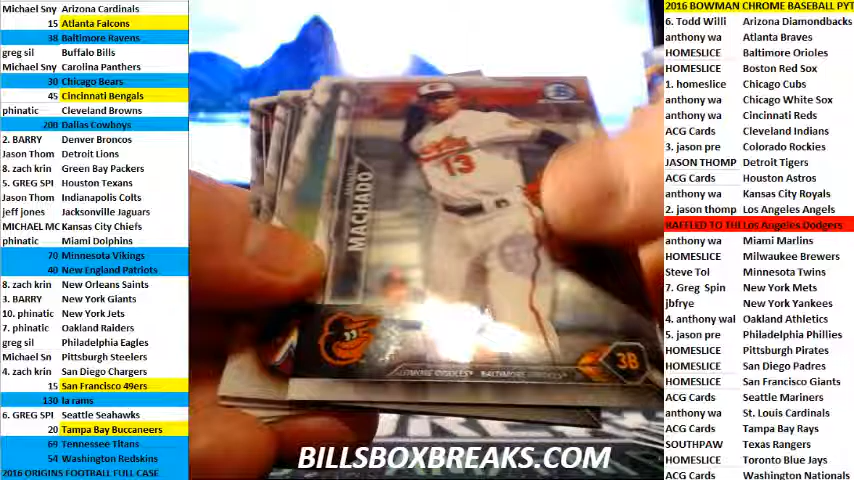 Michael Sny Arizona Cardinals
15 Atlanta Falcons
38 Baltimore Ravens
greg sil Buffalo Bills
Michael Sny Carolina Panthers
30 Chicago Bears
45 Cincinnati Bengals
phinatic Cleveland Browns
200 Dallas Cowboys
2. BARRY Denver Broncos
Jason Thom Detroit Lions
8. zach krin Green Bay Packers
5. GREG SPI Houston Texans
Jason Thom Indianapolis Colts
jeff jones Jacksonville Jaguars
MICHAEL MC Kansas City Chiefs
phinatic Miami Dolphins
70 Minnesota Vikings
40 New England Patriots
8. zach krin New Orleans Saints
3. BARRY New York Giants
10. phinatic New York Jets
7. phinatic Oakland Raiders
greg sil Philadelphia Eagles
Michael Sn Pittsburgh Steelers
4. zach krin San Diego Chargers
15 San Francisco 49ers
130 la rams
6. GREG SPI Seattle Seahawks
20 Tampa Bay Buccaneers
69 Tennessee Titans
54 Washington Redskins
2016 ORIGINS FOOTBALL FULL CASE
MACHADO
13
3B
BALTIMORE ORIOLES
BILLSBOXBREAKS.COM
2016 BOWMAN CHROME BASEBALL PYT
6. Todd Willi Arizona Diamondbacks
anthony wa Atlanta Braves
HOMESLICE Baltimore Orioles
HOMESLICE Boston Red Sox
1. homeslice Chicago Cubs
anthony wa Chicago White Sox
anthony wa Cincinnati Reds
ACG Cards Cleveland Indians
3. jason pre Colorado Rockies
JASON THOMP Detroit Tigers
ACG Cards Houston Astros
anthony wa Kansas City Royals
2. jason thomp Los Angeles Angels
RAFFLED TO THE Los Angeles Dodgers
anthony wa Miami Marlins
HOMESLICE Milwaukee Brewers
Steve Tol Minnesota Twins
7. Greg Spin New York Mets
jbfrye New York Yankees
4. anthony wal Oakland Athletics
5. jason pre Philadelphia Phillies
HOMESLICE Pittsburgh Pirates
HOMESLICE San Diego Padres
HOMESLICE San Francisco Giants
ACG Cards Seattle Mariners
anthony wa St. Louis Cardinals
ACG Cards Tampa Bay Rays
SOUTHPAW Texas Rangers
HOMESLICE Toronto Blue Jays
ACG Cards Washington Nationals